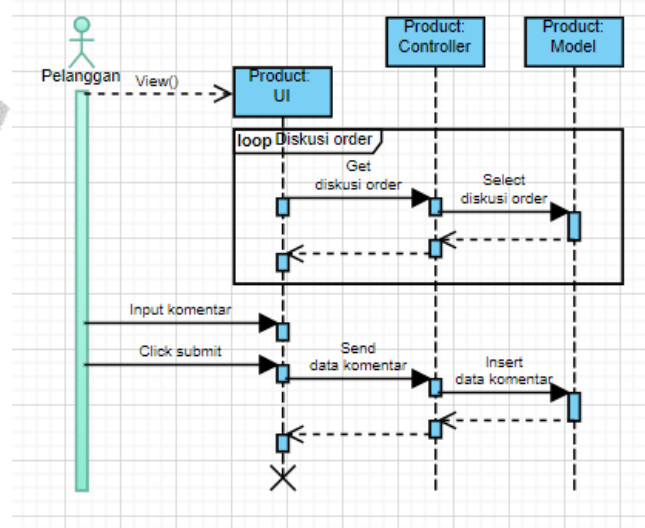 Product:
Controller
Product:
Model
Pelanggan
View()
Product:
UI
loop Diskusi order
Get
diskusi order
Select
diskusi order
Input komentar
Click submit
Send
data komentar
Insert
data komentar